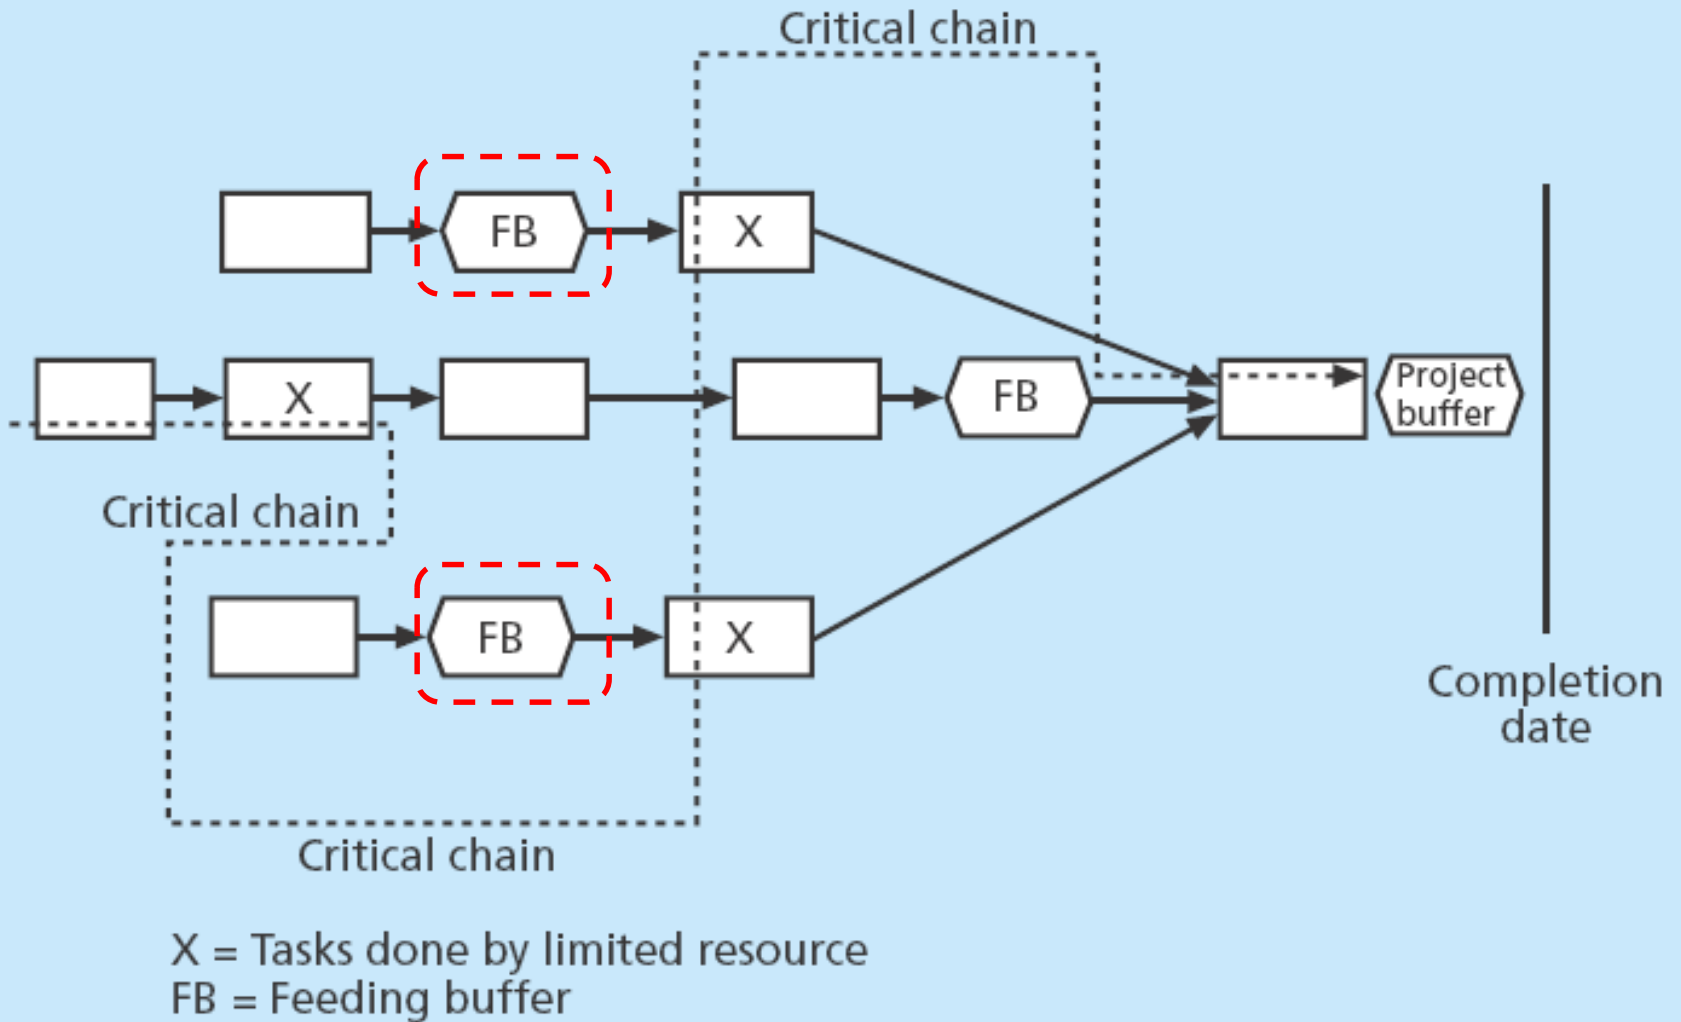 Critical chain
FB
X
X
FB
Project
buffer
Critical chain
FB
X
Completion
date
Critical chain
X = Tasks done by limited resource
FB = Feeding buffer